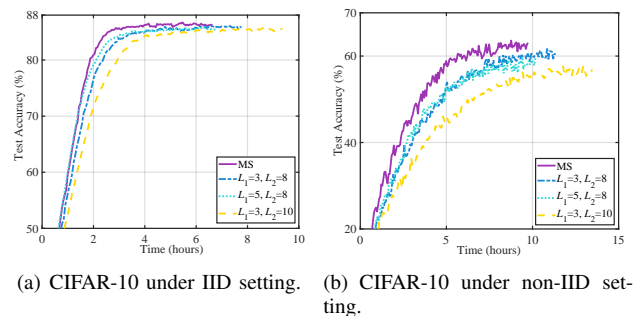 88
80
70
60
50
Test Accuracy (%)
0
2
4
6
8
10
Time (hours)
MS
L1=3, L2=8
L1=5, L2=8
L1=3, L2=10
(a) CIFAR-10 under IID setting.
70
60
40
20
Test Accuracy (%)
0
5
10
15
Time (hours)
MS
L1=3, L2=8
L1=5, L2=8
L1=3, L2=10
(b) CIFAR-10 under non-IID set-
ting.